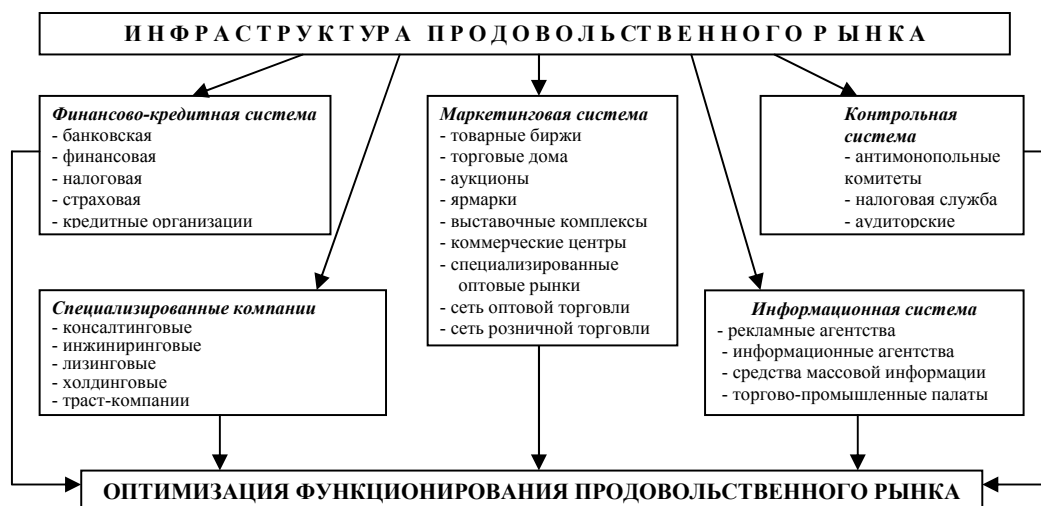 ИНФРАСТРУКТУРА ПРОДОВОЛЬСТВЕННОГО РЫНКА
Финансово-кредитная система
- банковская
- финансовая
- налоговая
- страховая
- кредитные организации
Маркетинговая система
- товарные биржи
- торговые дома
- аукционы
- ярмарки
- выставочные комплексы
- коммерческие центры
- специализированные
оптовые рынки
- сеть оптовой торговли
- сеть розничной торговли
Контрольная
система
- антимонопольные
комитеты
- налоговая служба
- аудиторские
Специализированные компании
- консалтинговые
- инжиниринговые
- лизинговые
- холдинговые
- траст-компании
Информационная система
- рекламные агентства
- информационные агентства
- средства массовой информации
- торгово-промышленные палаты
ОПТИМИЗАЦИЯ ФУНКЦИОНИРОВАНИЯ ПРОДОВОЛЬСТВЕННОГО РЫНКА